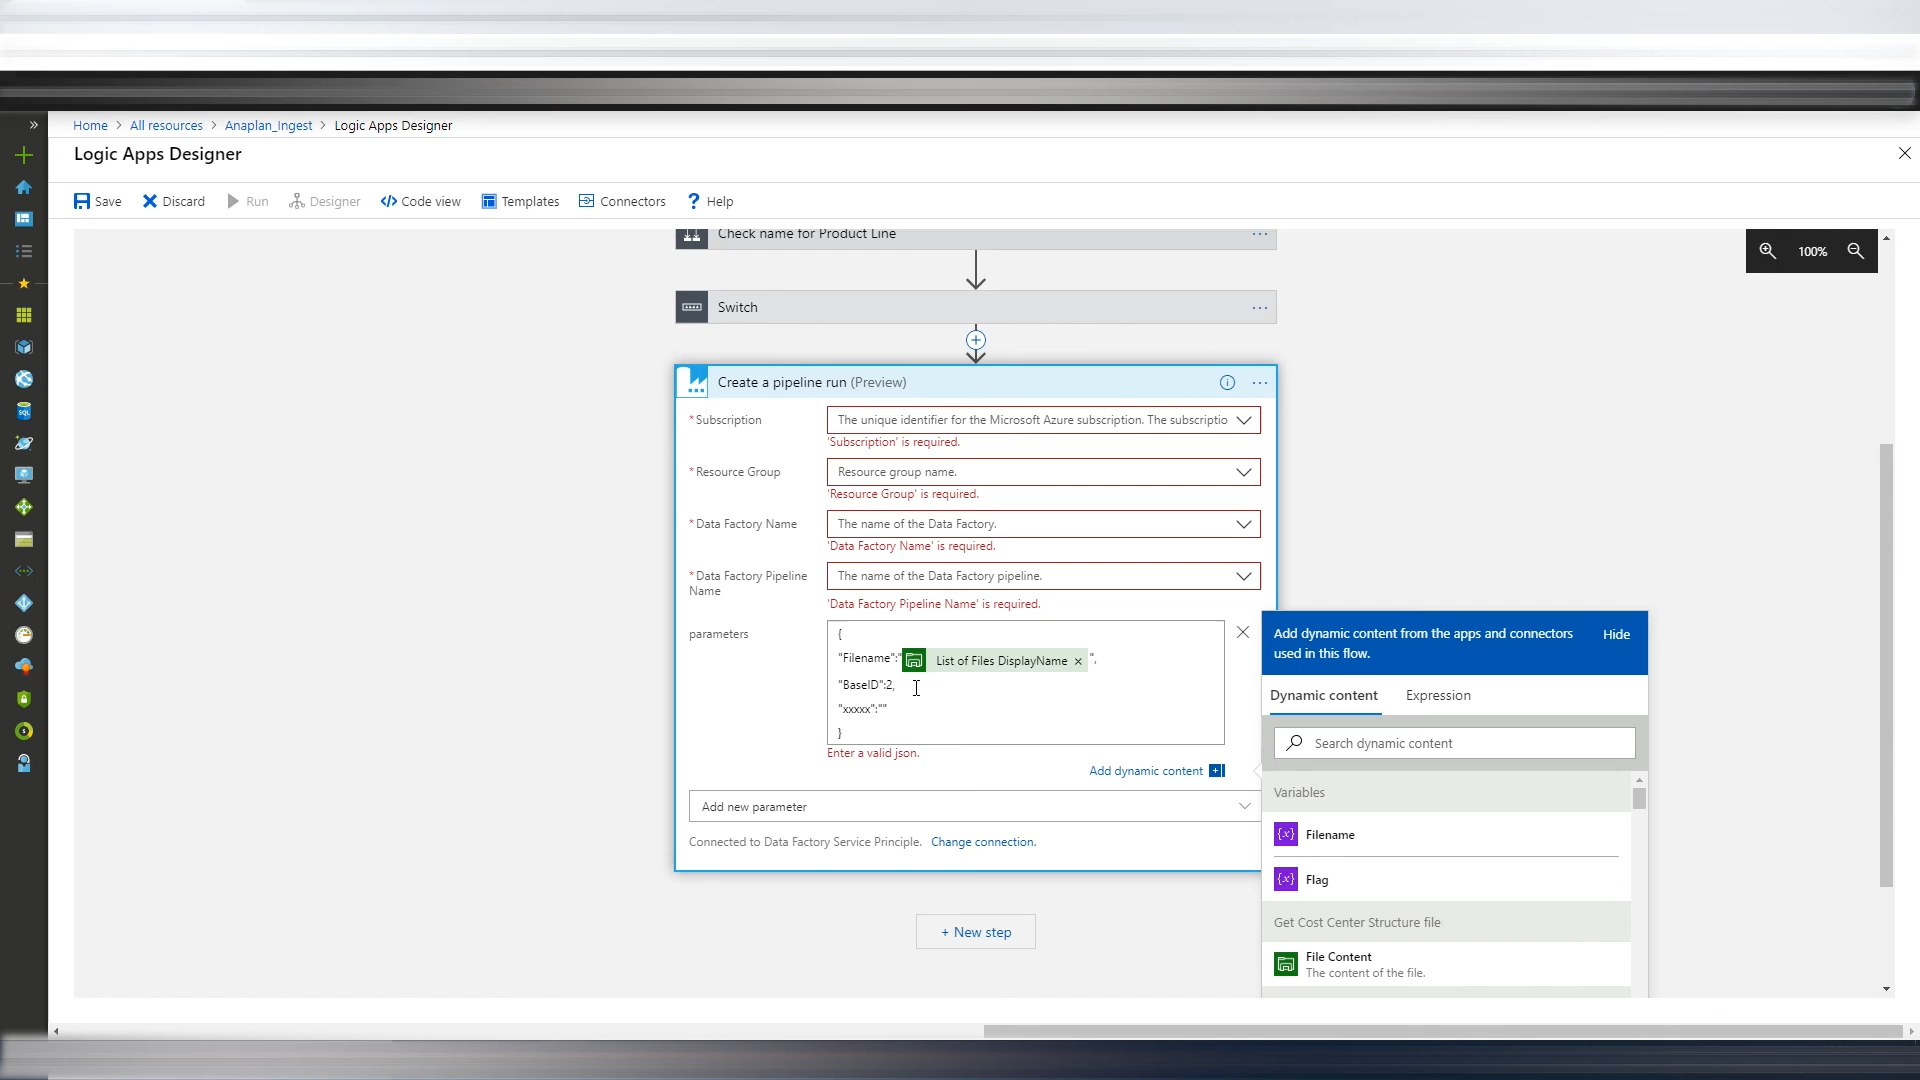 Home > All resources > Anaplan_Ingest > Logic Apps Designer
Logic Apps Designer
Save Discard Run Designer Code view Templates Connectors Help
Check name for Product Line
100%
Switch
Create a pipeline run (Preview)
* Subscription
The unique identifier for the Microsoft Azure subscription. The subscriptio
'Subscription' is required.
* Resource Group
Resource group name.
'Resource Group' is required.
* Data Factory Name
The name of the Data Factory.
'Data Factory Name' is required.
* Data Factory Pipeline
Name
The name of the Data Factory pipeline.
'Data Factory Pipeline Name' is required.
parameters
{
"Filename":" List of Files DisplayName × ",
"BaseID":2,
"xxxxx":""
}
Enter a valid json.
Add dynamic content
Add new parameter
Connected to Data Factory Service Principle. Change connection.
+ New step
Add dynamic content from the apps and connectors
used in this flow.
Hide
Dynamic content Expression
Search dynamic content
Variables
{x} Filename
{x} Flag
Get Cost Center Structure file
File Content
The content of the file.